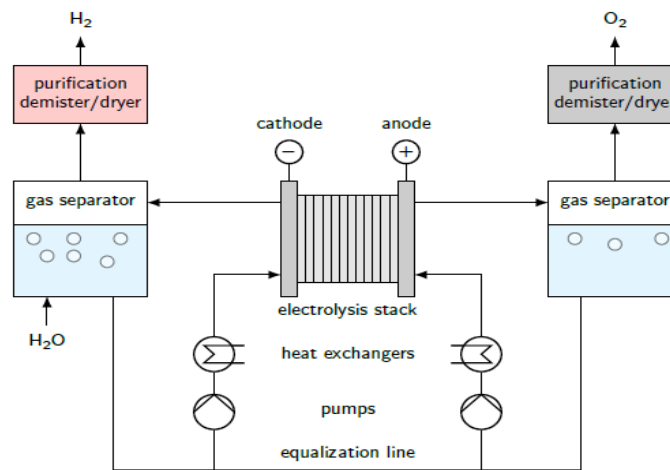 H₂
O₂
purification
demister/dryer
purification
demister/dryer
cathode
anode
−
+
gas separator
gas separator
H₂O
electrolysis stack
heat exchangers
pumps
equalization line